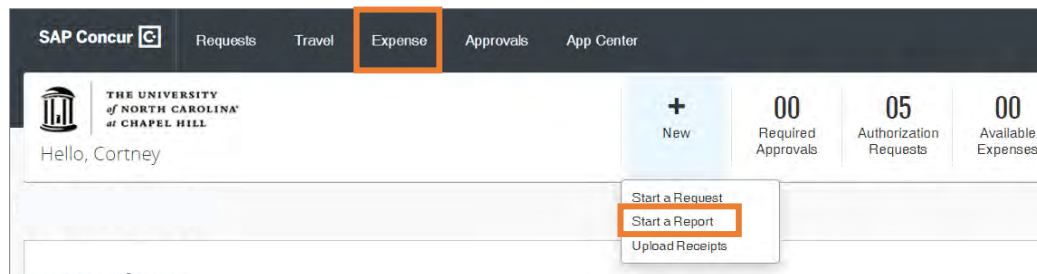 SAP Concur C Requests Travel Expense Approvals App Center
THE UNIVERSITY
of NORTH CAROLINA
at CHAPEL HILL
Hello, Cortney
+
New
00
Required
Approvals
05
Authorization
Requests
00
Available
Expenses
Start a Request
Start a Report
Upload Receipts